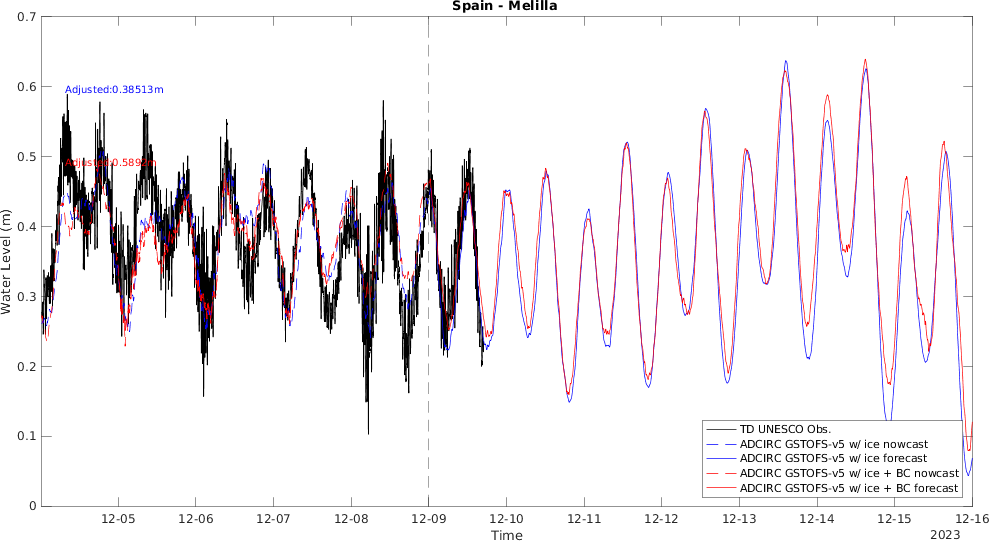 Spain - Melilla
0.7
0.6
0.5
0.4
0.3
0.2
0.1
0
Water Level (m)
Adjusted:0.38513m
TD UNESCO Obs.
ADCIRC GSTOFS-v5 w/ ice nowcast
ADCIRC GSTOFS-v5 w/ ice forecast
ADCIRC GSTOFS-v5 w/ ice + BC nowcast
ADCIRC GSTOFS-v5 w/ ice + BC forecast
12-05 12-06 12-07 12-08 12-09 12-10 12-11 12-12 12-13 12-14 12-15 12-16
Time
2023